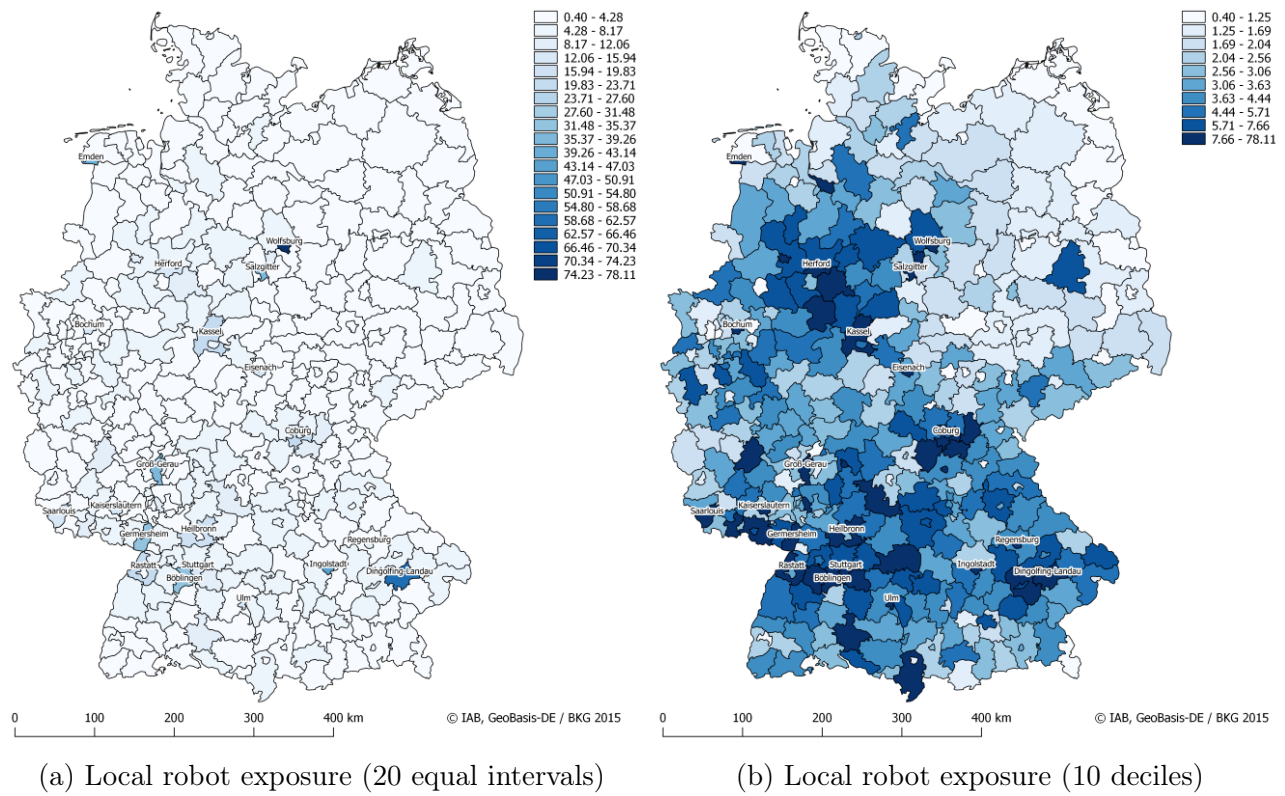 0.40 - 4.28
4.28 - 8.17
8.17 - 12.06
12.06 - 15.94
15.94 - 19.83
19.83 - 23.71
23.71 - 27.60
27.60 - 31.48
31.48 - 35.37
35.37 - 39.26
39.26 - 43.14
43.14 - 47.03
47.03 - 50.91
50.91 - 54.80
54.80 - 58.68
58.68 - 62.57
62.57 - 66.46
66.46 - 70.34
70.34 - 74.23
74.23 - 78.11
Emden
Wolfsburg
Herford
Salzgitter
Bochum
Kassel
Eisenach
Coburg
Groß-Gerau
Saarlouis
Kaiserslautern
Germersheim
Heilbronn
Regensburg
Rastatt
Stuttgart
Böblingen
Ingolstadt
Dingolfing-Landau
Ulm
0 100 200 300 400 km
© IAB, GeoBasis-DE / BKG 2015
(a) Local robot exposure (20 equal intervals)
0.40 - 1.25
1.25 - 1.69
1.69 - 2.04
2.04 - 2.56
2.56 - 3.06
3.06 - 3.63
3.63 - 4.44
4.44 - 5.71
5.71 - 7.66
7.66 - 78.11
Emden
Wolfsburg
Herford
Salzgitter
Bochum
Kassel
Eisenach
Coburg
Groß-Gerau
Saarlouis
Kaiserslautern
Germersheim
Heilbronn
Regensburg
Rastatt
Stuttgart
Böblingen
Ingolstadt
Dingolfing-Landau
Ulm
0 100 200 300 400 km
© IAB, GeoBasis-DE / BKG 2015
(b) Local robot exposure (10 deciles)